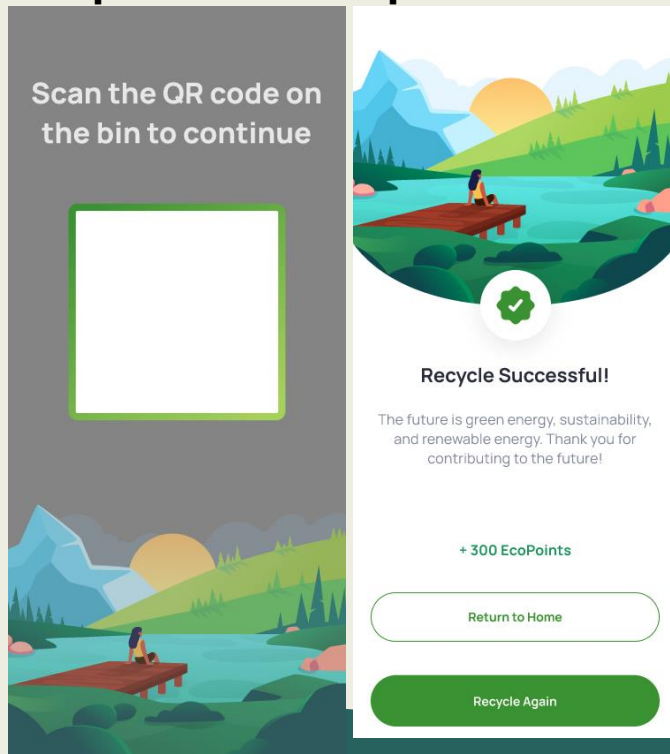 Scan the QR code on
the bin to continue
Recycle Successful!
The future is green energy, sustainability,
and renewable energy. Thank you for
contributing to the future!
+ 300 EcoPoints
Return to Home
Recycle Again